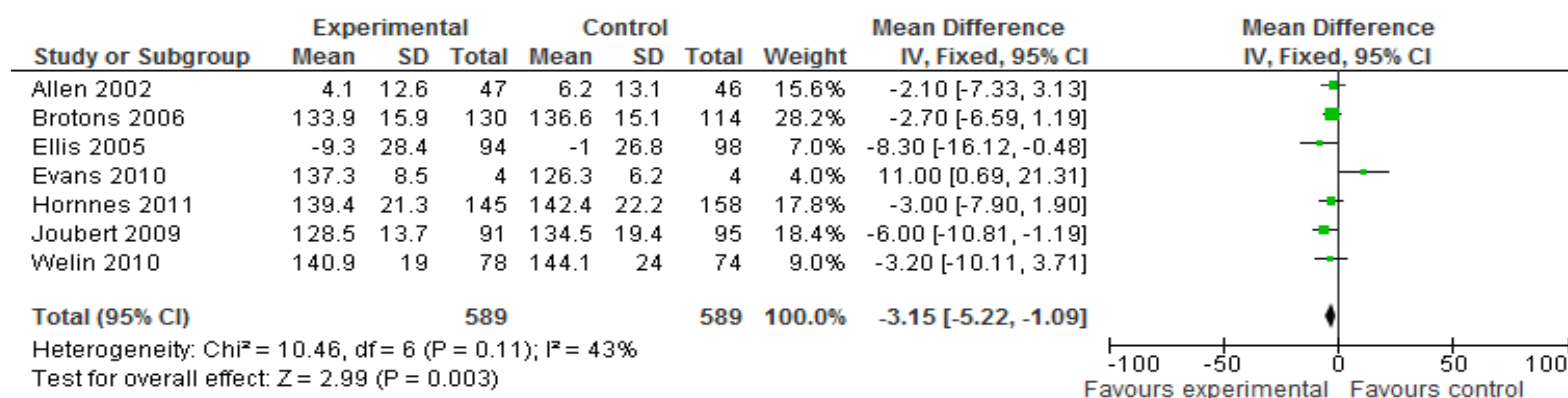 Experimental Control Mean Difference Mean Difference
Study or Subgroup Mean SD Total Mean SD Total Weight IV, Fixed, 95% CI IV, Fixed, 95% CI
Allen 2002 4.1 12.6 47 6.2 13.1 46 15.6% -2.10 [-7.33, 3.13]
Brotons 2006 133.9 15.9 130 136.6 15.1 114 28.2% -2.70 [-6.59, 1.19]
Ellis 2005 -9.3 28.4 94 -1 26.8 98 7.0% -8.30 [-16.12, -0.48]
Evans 2010 137.3 8.5 4 126.3 6.2 4 4.0% 11.00 [0.69, 21.31]
Hornnes 2011 139.4 21.3 145 142.4 22.2 158 17.8% -3.00 [-7.90, 1.90]
Joubert 2009 128.5 13.7 91 134.5 19.4 95 18.4% -6.00 [-10.81, -1.19]
Welin 2010 140.9 19 78 144.1 24 74 9.0% -3.20 [-10.11, 3.71]
Total (95% CI) 589 589 100.0% -3.15 [-5.22, -1.09]
Heterogeneity: Chi² = 10.46, df = 6 (P = 0.11); I² = 43%
Test for overall effect: Z = 2.99 (P = 0.003)
-100 -50 0 50 100
Favours experimental Favours control